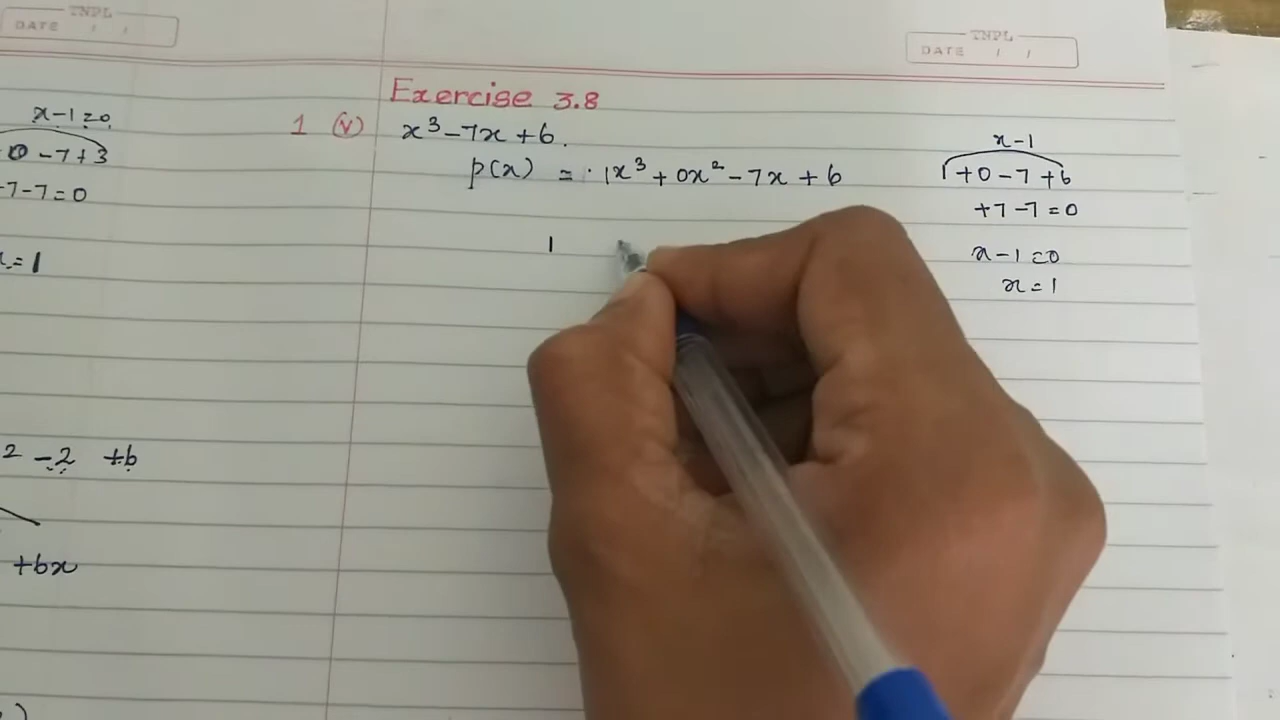 TNPL
DATE / /
TNPL
DATE / /
Exercise 3.8
x-1=0
0 -7+3
7-7=0
x=1
2 -2 +6
+6x
1 (v) x³-7x+6.
p(x) = 1x³+0x²-7x+6
1
x-1
1+0-7+6
+7-7=0
x-1=0
x=1